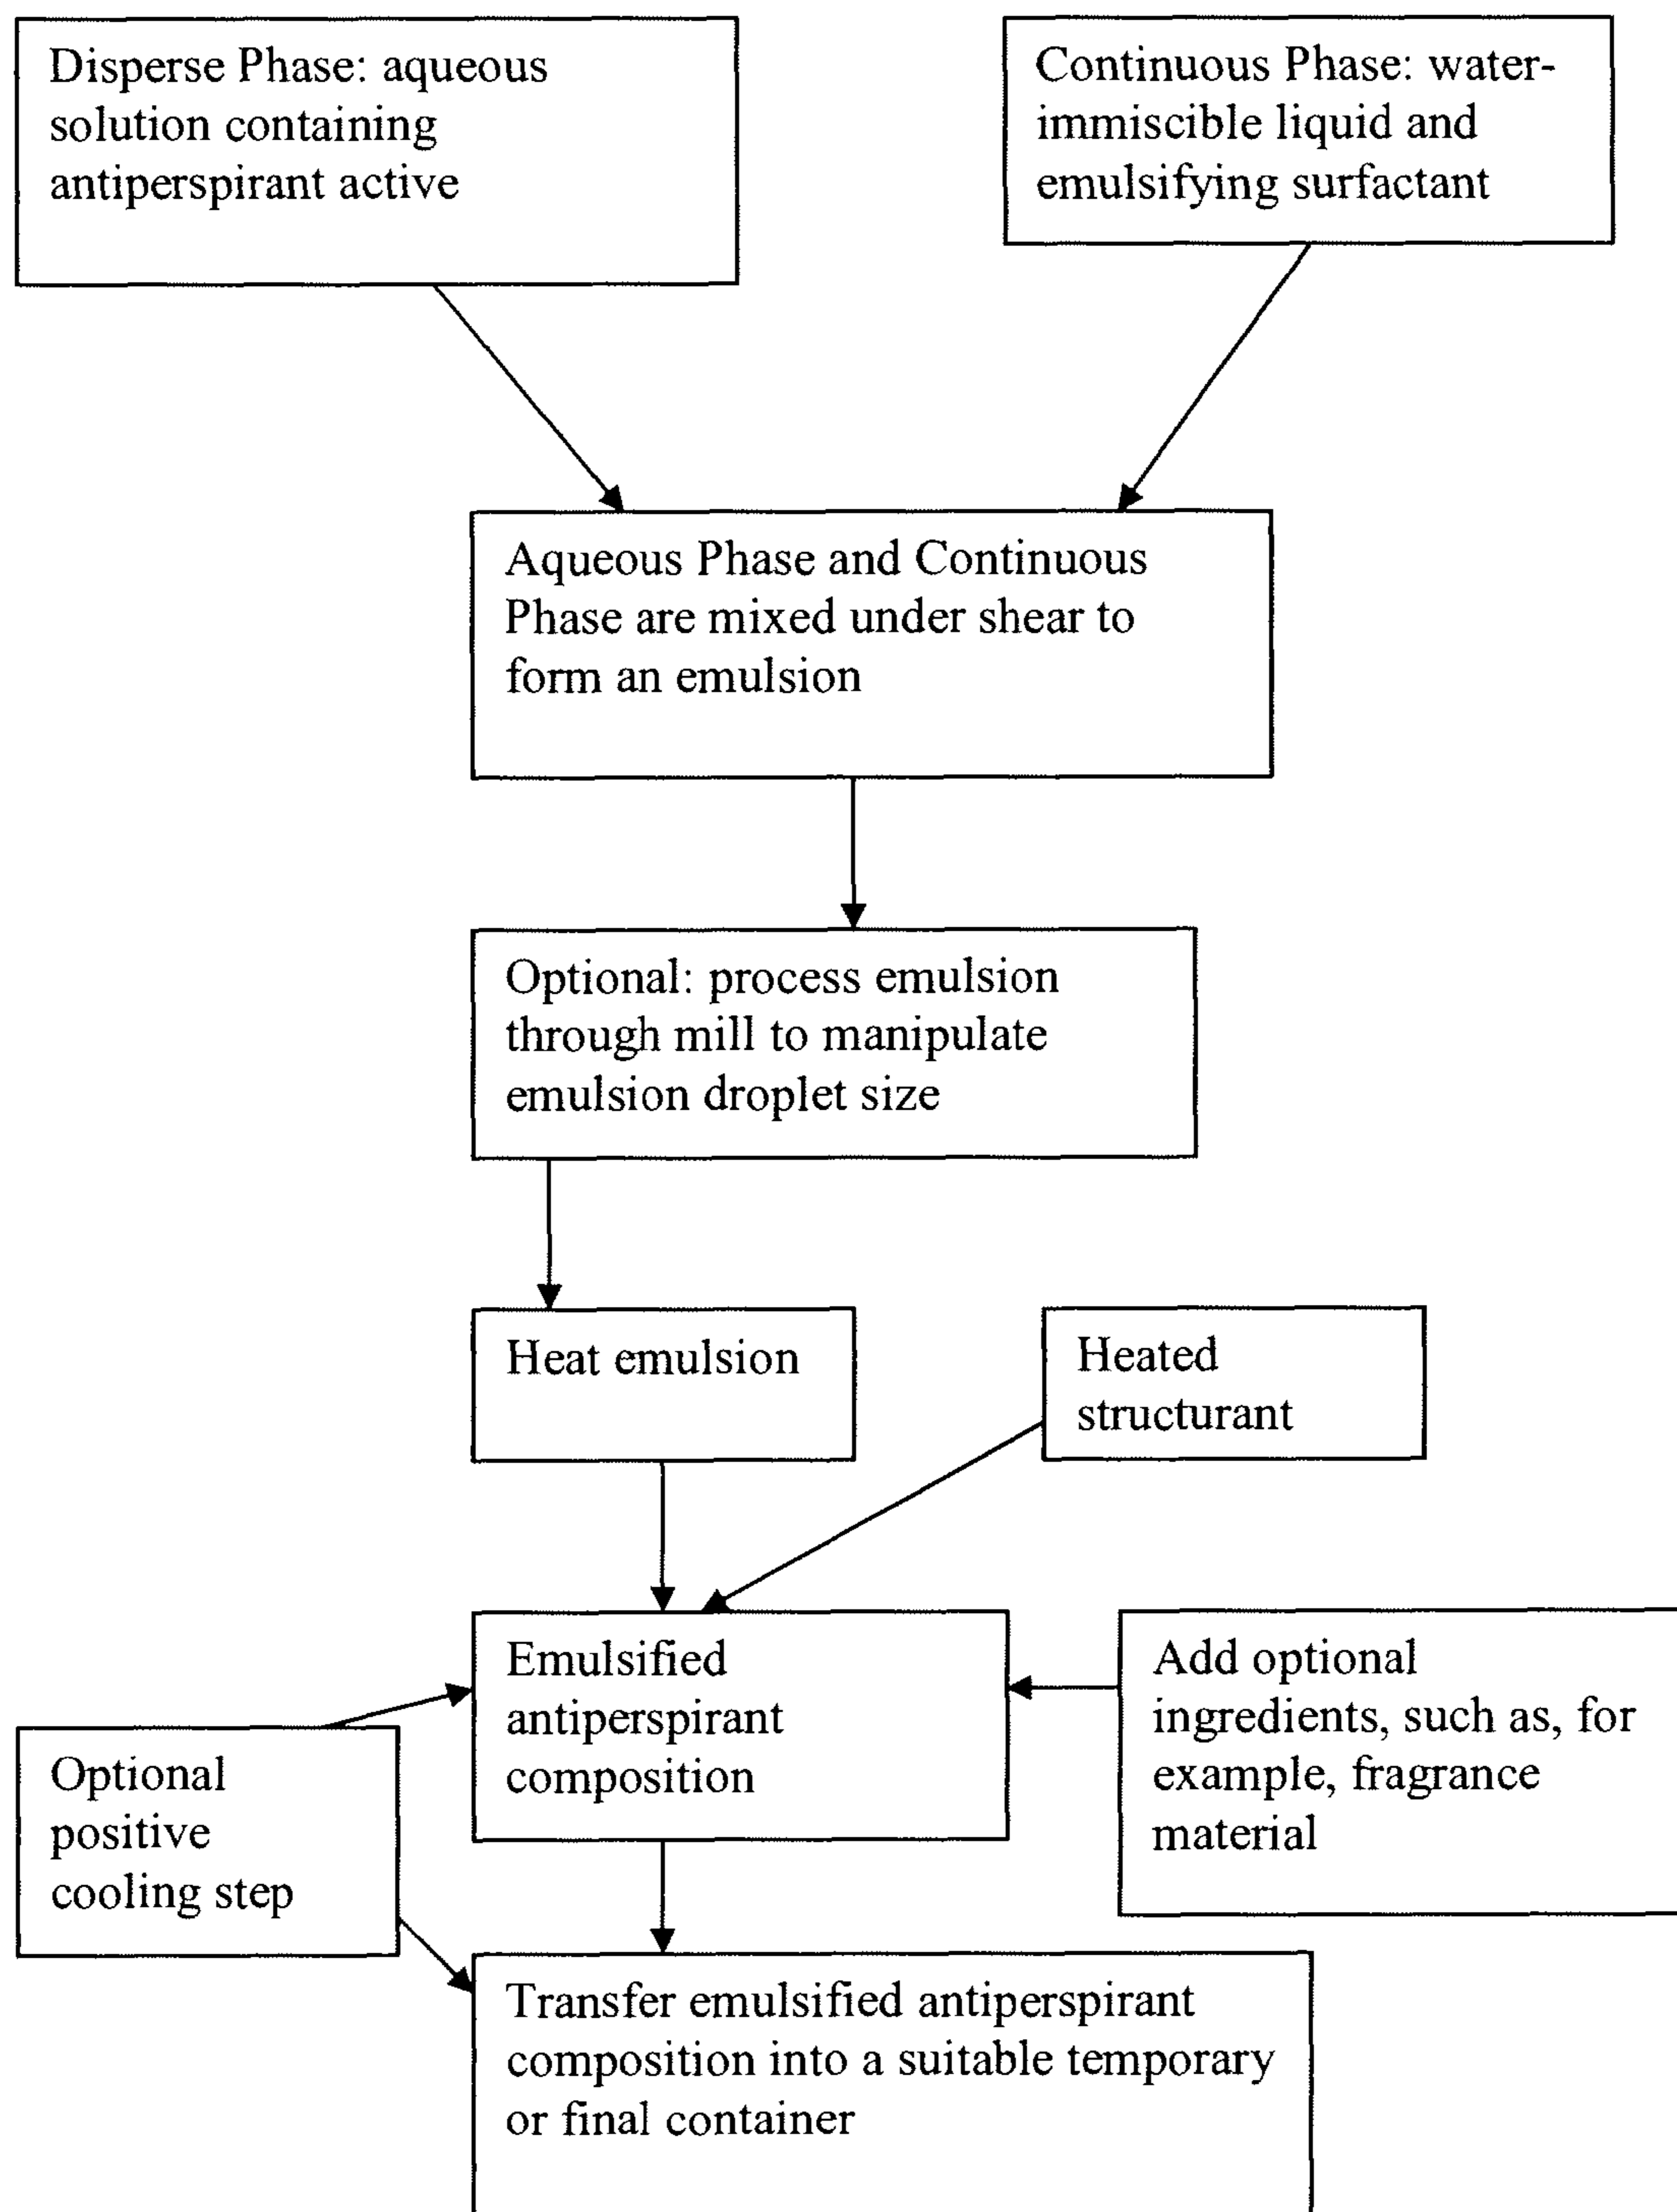 Disperse Phase: aqueous
solution containing
antiperspirant active
Continuous Phase: water-
immiscible liquid and
emulsifying surfactant
Aqueous Phase and Continuous
Phase are mixed under shear to
form an emulsion
Optional: process emulsion
through mill to manipulate
emulsion droplet size
Heat emulsion
Heated
structurant
Emulsified
antiperspirant
composition
Add optional
ingredients, such as, for
example, fragrance
material
Optional
positive
cooling step
Transfer emulsified antiperspirant
composition into a suitable temporary
or final container